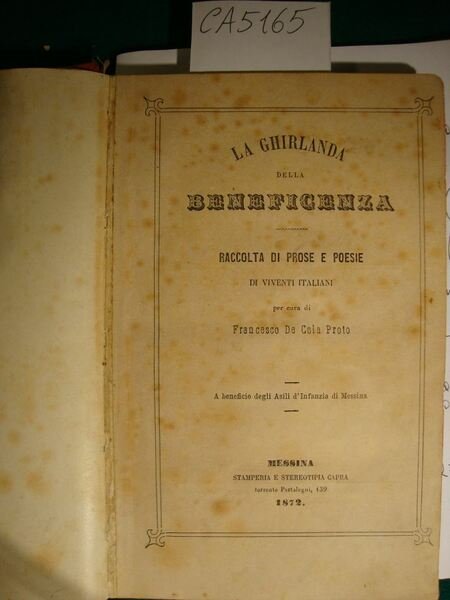 CA5165
LA GHIRLANDA
DELLA
BENEFICENZA
RACCOLTA DI PROSE E POESIE
DI VIVENTI ITALIANI
per cura di
Francesco De Cola Proto
A beneficio degli Asili d'Infanzia di Messina
MESSINA
STAMPERIA E STEREOTIPIA CAPRA
torrente Portalegni, 139
1872.